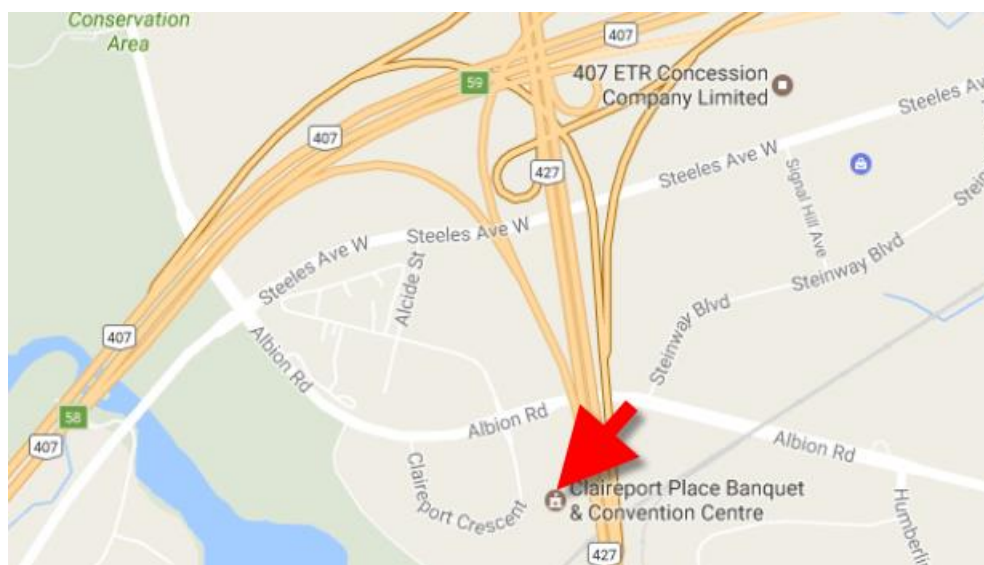 Conservation
Area
407
59
407 ETR Concession
Company Limited
Steeles Av
407
427
Steeles Ave W
Signal Hill Ave
Steeles Ave W
Steeles Ave W
Alcide St
Steinway Blvd
Stein
407
Albion Rd
Steinway Blvd
58
407
Albion Rd
Albion Rd
Claireport Crescent
Claireport Place Banquet
& Convention Centre
Humberlin
427